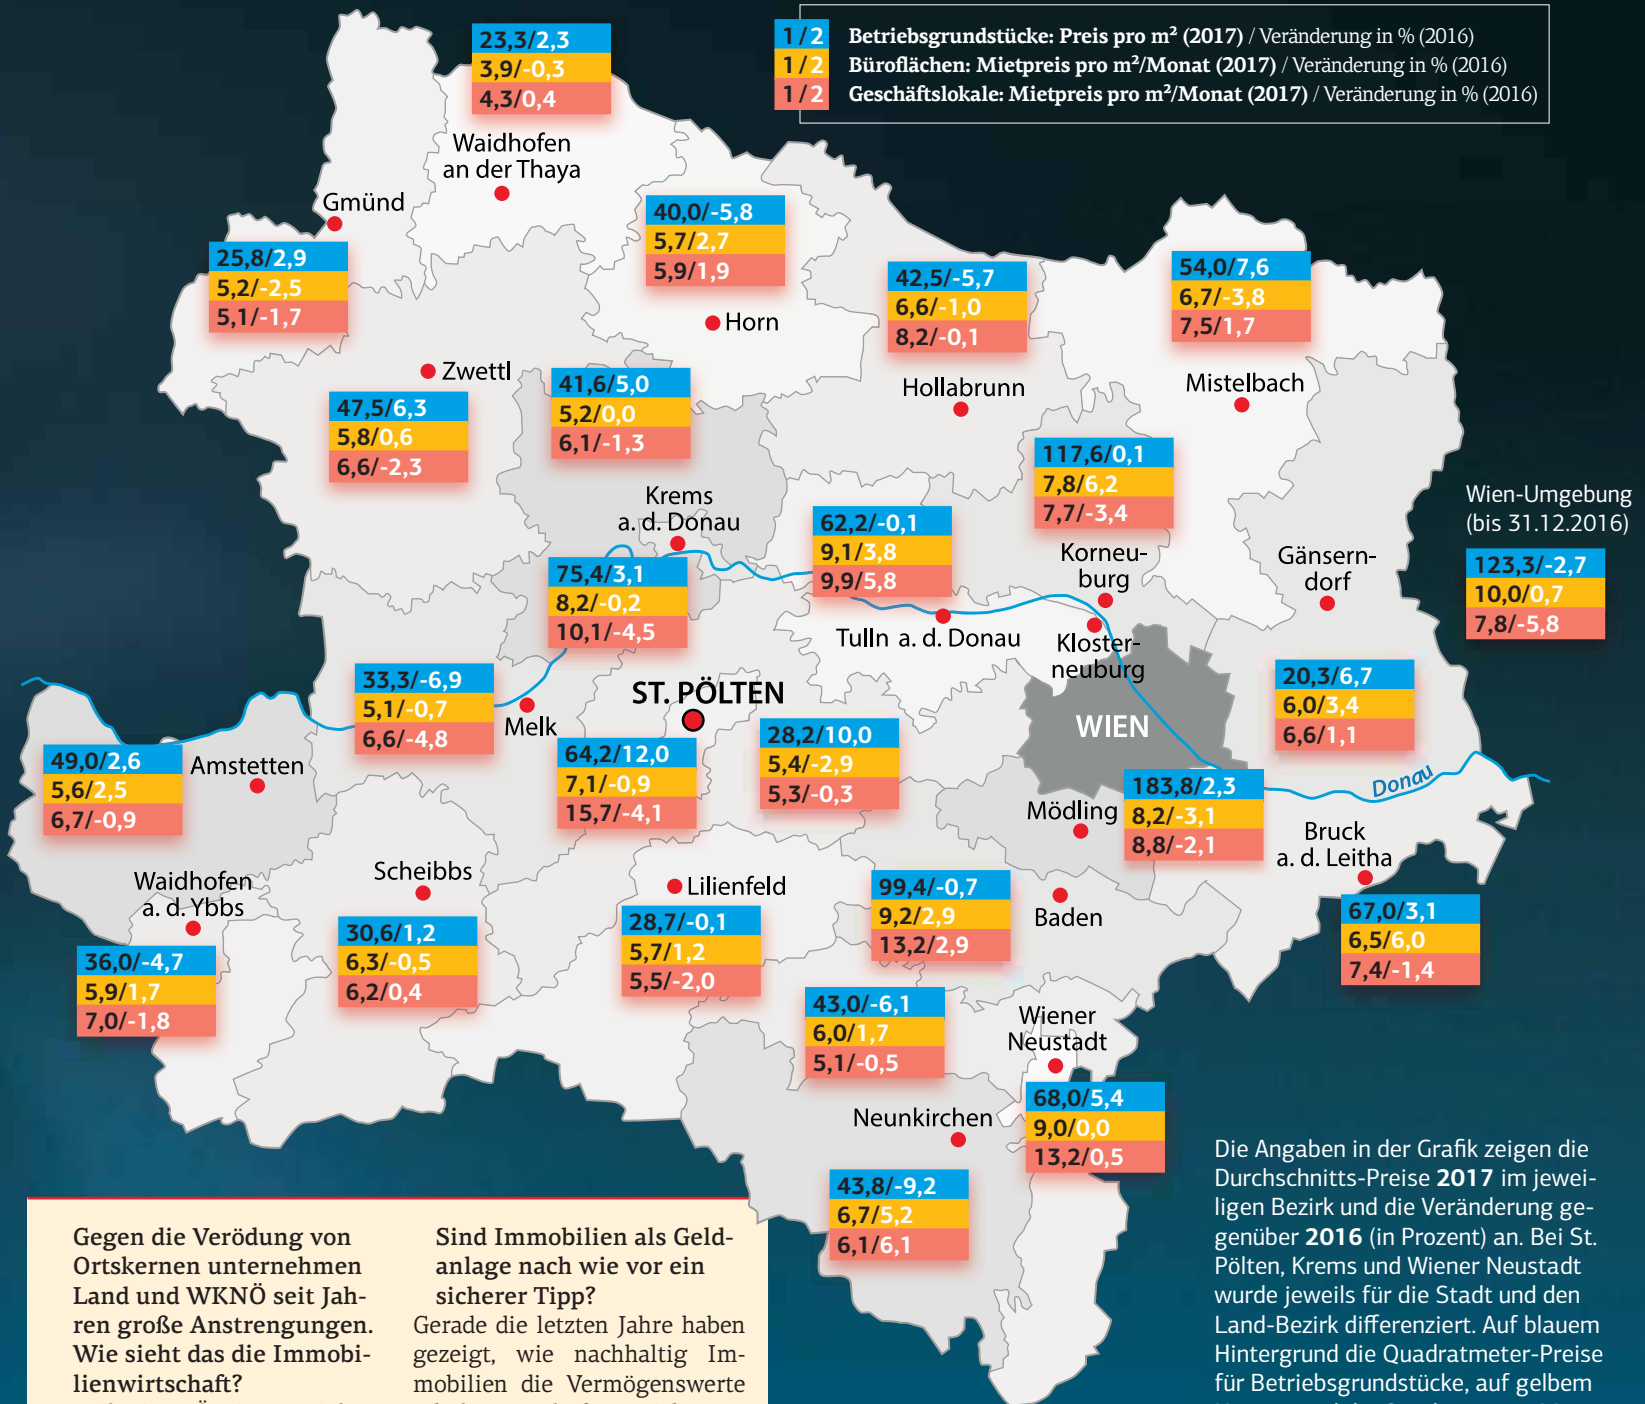 1/2 Betriebsgrundstücke: Preis pro m² (2017) / Veränderung in % (2016)
1/2 Büroflächen: Mietpreis pro m²/Monat (2017) / Veränderung in % (2016)
1/2 Geschäftslokale: Mietpreis pro m²/Monat (2017) / Veränderung in % (2016)
23,3/2,3
3,9/-0,3
4,3/0,4
Waidhofen
an der Thaya
Gmünd
25,8/2,9
5,2/-2,5
5,1/-1,7
40,0/-5,8
5,7/2,7
5,9/1,9
Horn
42,5/-5,7
6,6/-1,0
8,2/-0,1
Hollabrunn
54,0/7,6
6,7/-3,8
7,5/1,7
Mistelbach
Zwettl
47,5/6,3
5,8/0,6
6,6/-2,3
41,6/5,0
5,2/0,0
6,1/-1,3
Krems
a. d. Donau
75,4/3,1
8,2/-0,2
10,1/-4,5
62,2/-0,1
9,1/3,8
9,9/5,8
Tulln a. d. Donau
117,6/0,1
7,8/6,2
7,7/-3,4
Korneu-
burg
Kloster-
neuburg
Gänsern-
dorf
20,3/6,7
6,0/3,4
6,6/1,1
Wien-Umgebung
(bis 31.12.2016)
123,3/-2,7
10,0/0,7
7,8/-5,8
33,3/-6,9
5,1/-0,7
6,6/-4,8
Melk
ST. PÖLTEN
64,2/12,0
7,1/-0,9
15,7/-4,1
28,2/10,0
5,4/-2,9
5,3/-0,3
WIEN
49,0/2,6
5,6/2,5
6,7/-0,9
Amstetten
Mödling
183,8/2,3
8,2/-3,1
8,8/-2,1
Donau
Bruck
a. d. Leitha
67,0/3,1
6,5/6,0
7,4/-1,4
Waidhofen
a. d. Ybbs
36,0/-4,7
5,9/1,7
7,0/-1,8
Scheibbs
30,6/1,2
6,3/-0,5
6,2/0,4
Lilienfeld
28,7/-0,1
5,7/1,2
5,5/-2,0
99,4/-0,7
9,2/2,9
13,2/2,9
Baden
43,0/-6,1
6,0/1,7
5,1/-0,5
Wiener
Neustadt
68,0/5,4
9,0/0,0
13,2/0,5
Neunkirchen
43,8/-9,2
6,7/5,2
6,1/6,1
Gegen die Verödung von
Ortskernen unternehmen
Land und WKNÖ seit Jah-
ren große Anstrengungen.
Wie sieht das die Immobi-
lienwirtschaft?
Sind Immobilien als Geld-
anlage nach wie vor ein
sicherer Tipp?
Gerade die letzten Jahre haben
gezeigt, wie nachhaltig Im-
mobilien die Vermögenswerte
Die Angaben in der Grafik zeigen die
Durchschnitts-Preise 2017 im jewei-
ligen Bezirk und die Veränderung ge-
genüber 2016 (in Prozent) an. Bei St.
Pölten, Krems und Wiener Neustadt
wurde jeweils für die Stadt und den
Land-Bezirk differenziert. Auf blauem
Hintergrund die Quadratmeter-Preise
für Betriebsgrundstücke, auf gelbem